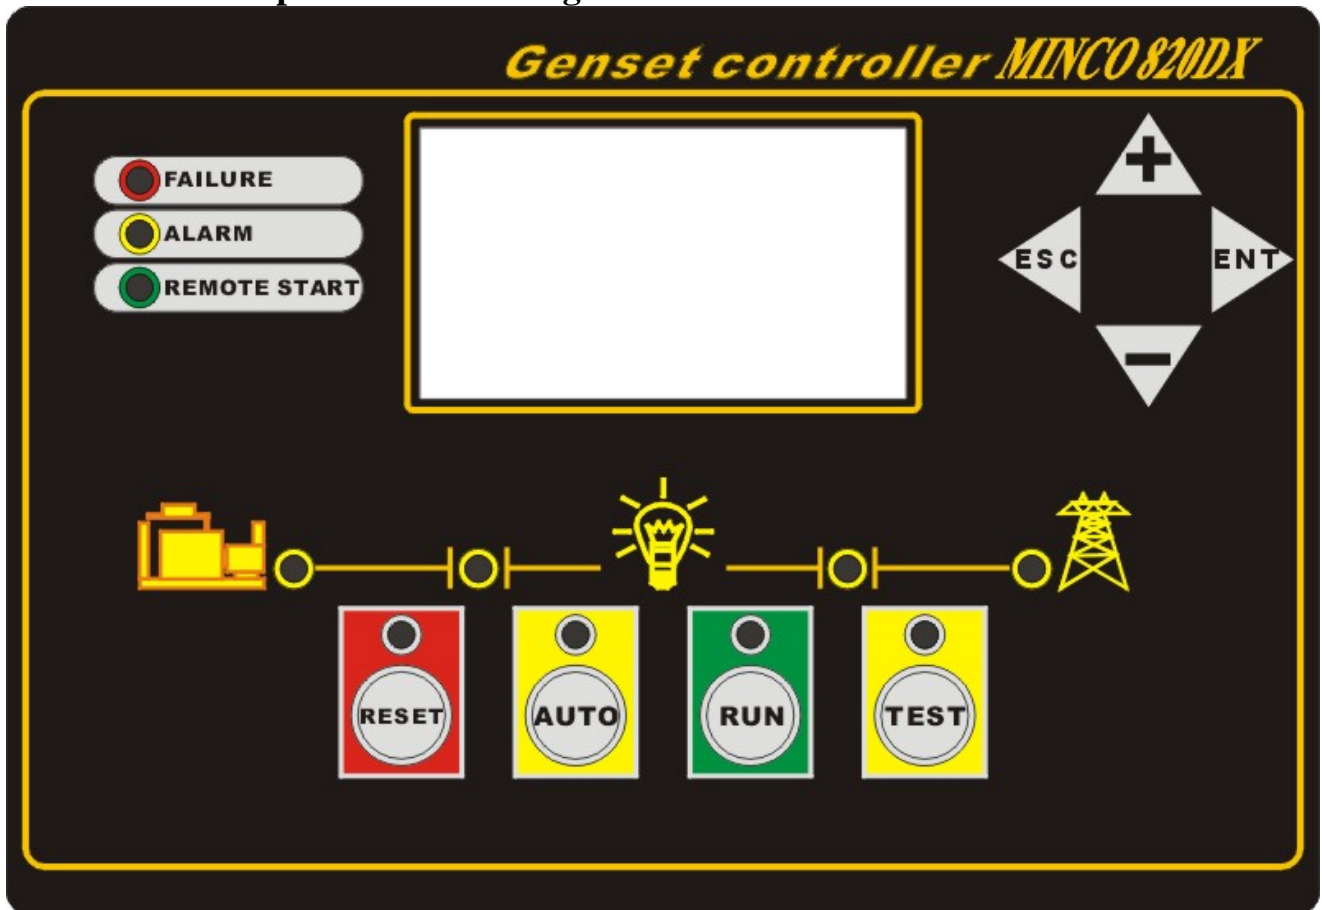 Genset controller MINCO 820DX
FAILURE
ALARM
REMOTE START
+
ESC
ENT
−
RESET
AUTO
RUN
TEST